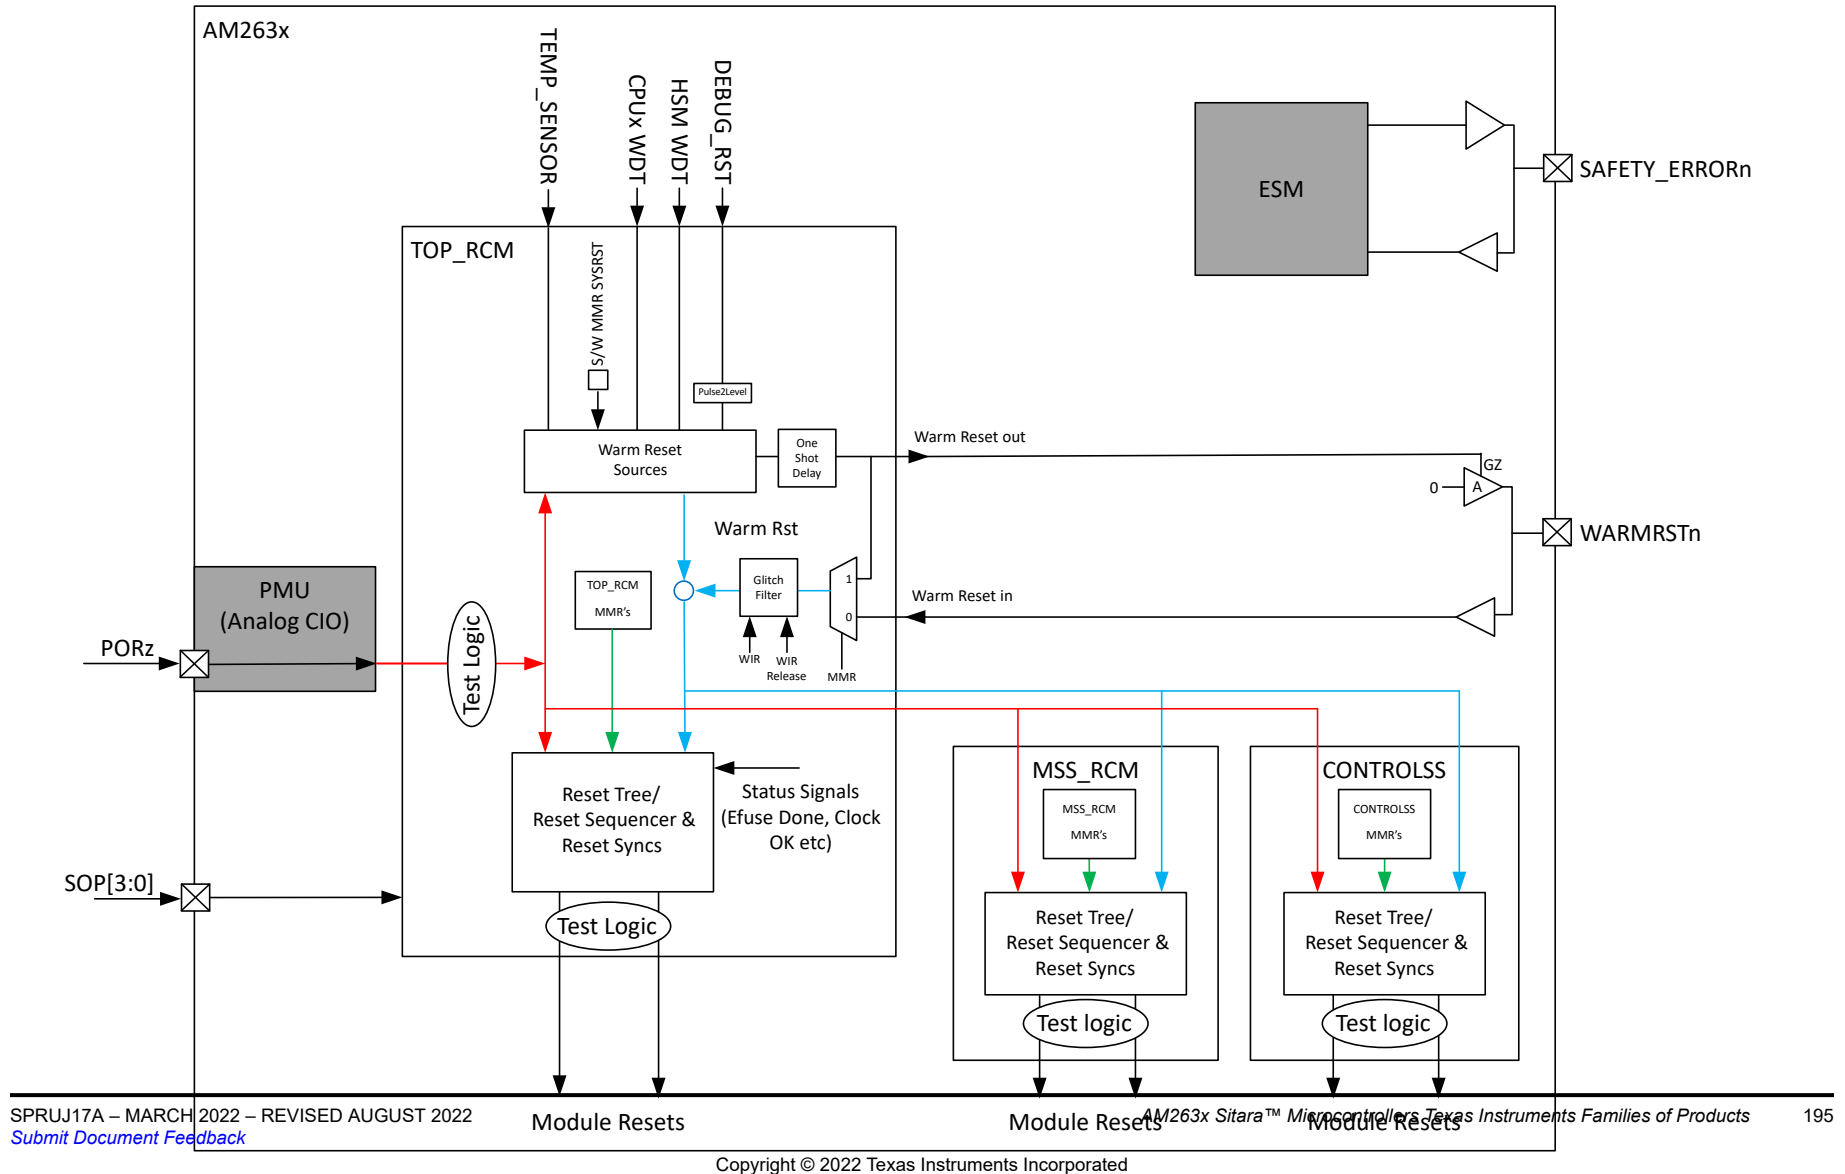 AM263x
TEMP_SENSOR
CPUx WDT
HSM WDT
DEBUG_RST
ESM
SAFETY_ERRORn
TOP_RCM
S/W MMR SYSRST
Pulse2Level
Warm Reset
Sources
One
Shot
Delay
Warm Reset out
GZ
0
A
Warm Rst
WARMRSTn
PMU
(Analog CIO)
TOP_RCM
MMR's
Glitch
Filter
1
0
Warm Reset in
WIR
WIR
Release
MMR
PORz
Test Logic
Reset Tree/
Reset Sequencer &
Reset Syncs
Status Signals
(Efuse Done, Clock
OK etc)
MSS_RCM
MSS_RCM
MMR's
CONTROLSS
CONTROLSS
MMR's
SOP[3:0]
Test Logic
Reset Tree/
Reset Sequencer &
Reset Syncs
Reset Tree/
Reset Sequencer &
Reset Syncs
Test logic
Test logic
Module Resets
Module Resets
Module Resets
SPRUJ17A – MARCH 2022 – REVISED AUGUST 2022
AM263x Sitara™ Microcontrollers Texas Instruments Families of Products
195
Submit Document Feedback
Copyright © 2022 Texas Instruments Incorporated